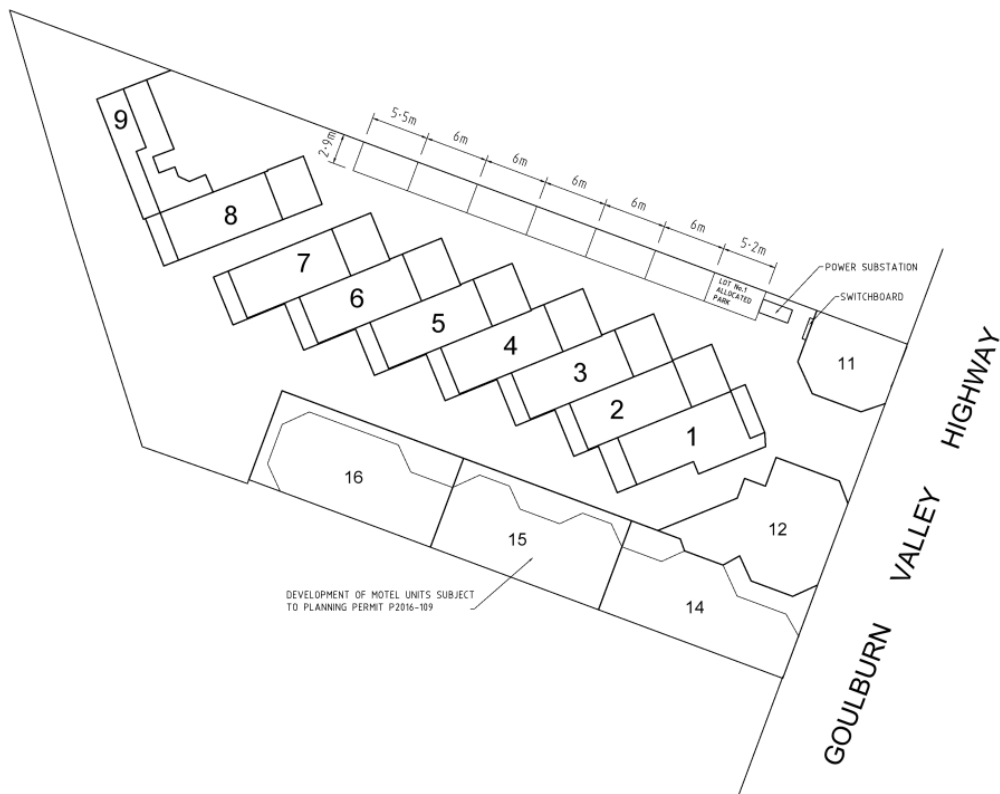 9
5.5m
2.9m
6m
6m
6m
6m
6m
5.2m
8
7
6
5
4
3
2
1
LOT No.1
ALLOCATED
PARK
POWER SUBSTATION
SWITCHBOARD
11
12
16
15
14
DEVELOPMENT OF MOTEL UNITS SUBJECT
TO PLANNING PERMIT P2016-109
GOULBURN VALLEY HIGHWAY